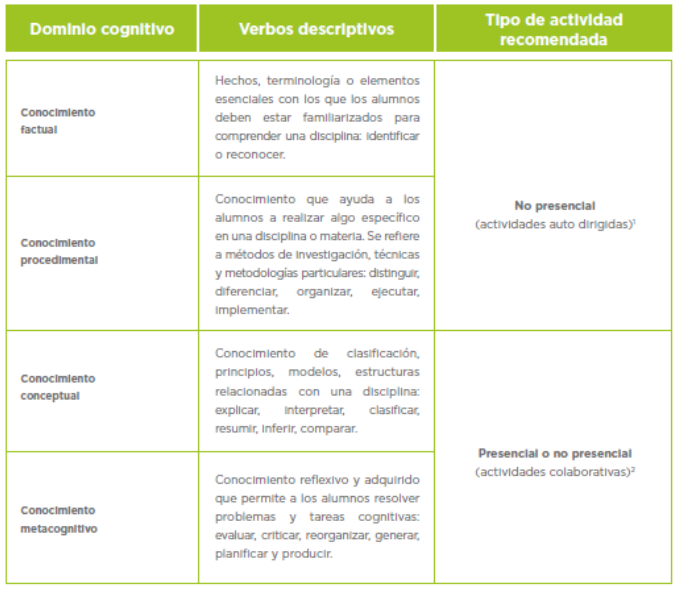 Dominio cognitivo
Verbos descriptivos
Tipo de actividad
recomendada
Conocimiento
factual
Hechos, terminología o elementos
esenciales con los que los alumnos
deben estar familiarizados para
comprender una disciplina: identificar
o reconocer.
No presencial
(actividades auto dirigidas)¹
Conocimiento
procedimental
Conocimiento que ayuda a los
alumnos a realizar algo específico
en una disciplina o materia. Se refiere
a métodos de investigación, técnicas
y metodologías particulares: distinguir,
diferenciar, organizar, ejecutar,
implementar.
Conocimiento
conceptual
Conocimiento de clasificación,
principios, modelos, estructuras
relacionadas con una disciplina:
explicar, interpretar, clasificar,
resumir, inferir, comparar.
Presencial o no presencial
(actividades colaborativas)²
Conocimiento
metacognitivo
Conocimiento reflexivo y adquirido
que permite a los alumnos resolver
problemas y tareas cognitivas:
evaluar, criticar, reorganizar, generar,
planificar y producir.